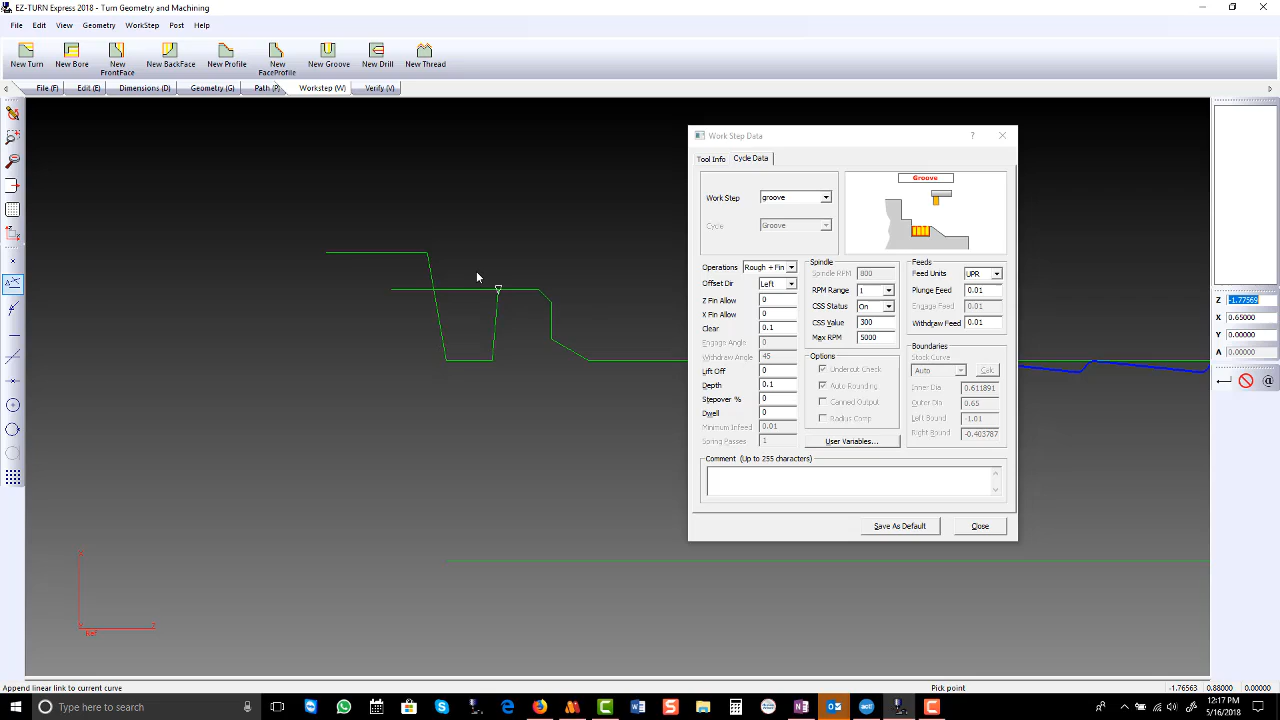 EZ-TURN Express 2018 - Turn Geometry and Machining
File Edit View Geometry WorkStep Post Help
New Turn New Bore New FrontFace New BackFace New Profile New FaceProfile New Groove New Drill New Thread
File (F) Edit (E) Dimensions (D) Geometry (G) Path (P) Workstep (W) Verify (V)
Work Step Data
Tool Info Cycle Data
Work Step groove
Cycle Groove
Groove
Operations Rough + Fin
Offset Dir Left
Z Fin Allow 0
X Fin Allow 0
Clear 0.1
Engage Angle 0
Withdraw Angle 45
Lift Off 0
Depth 0.1
Stepover % 0
Dwell 0
Minimum Infeed 0.01
Spring Passes 1
Spindle
Spindle RPM 800
RPM Range 1
CSS Status On
CSS Value 300
Max RPM 5000
Options
Undercut Check
Auto Rounding
Canned Output
Radius Comp
User Variables...
Feeds
Feed Units UPR
Plunge Feed 0.01
Engage Feed 0.01
Withdraw Feed 0.01
Boundaries
Stock Curve
Auto Calc
Inner Dia 0.611891
Outer Dia 0.65
Left Bound -1.01
Right Bound -0.403787
Comment (Up to 255 characters)
Save As Default Close
Z -1.77569
X 0.65000
Y 0.00000
A 0.00000
X
Y Ref Z
Append linear link to current curve Pick point -1.76563 0.88000 0.00000
Type here to search
12:17 PM
5/16/2018